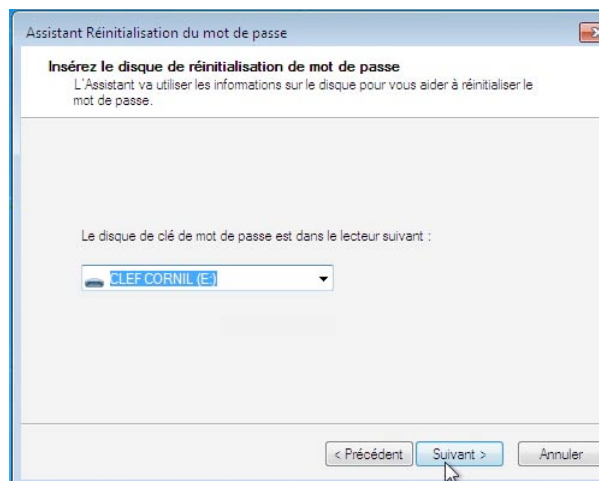 Assistant Réinitialisation du mot de passe
Insérez le disque de réinitialisation de mot de passe
L'Assistant va utiliser les informations sur le disque pour vous aider à réinitialiser le
mot de passe.
Le disque de clé de mot de passe est dans le lecteur suivant :
CLEF CORNIL (E:)
< Précédent Suivant > Annuler